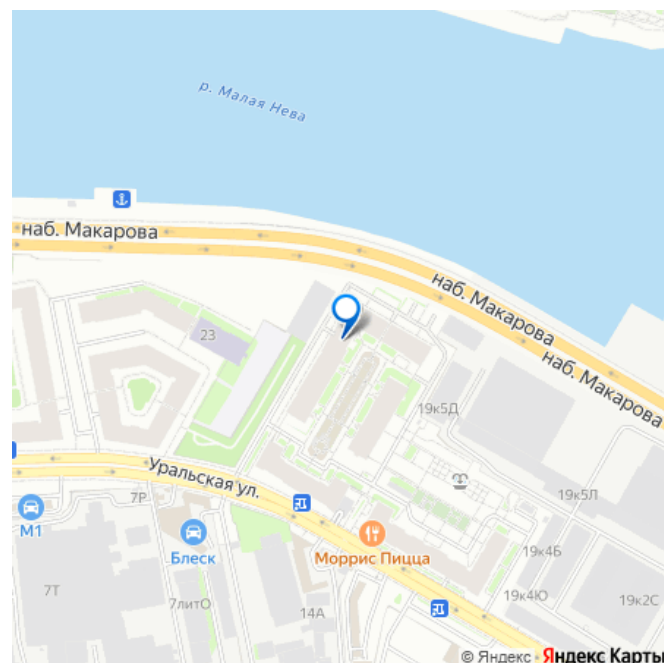 р. Малая Нева
наб. Макарова
наб. Макарова
наб. Макарова
23
19к5Д
Уральская ул.
7Р
19к5Л
М1
Блеск
Моррис Пицца
19к4Б
7Т
7литО
14А
19к4Ю
19к2С
© Яндекс Яндекс Карты